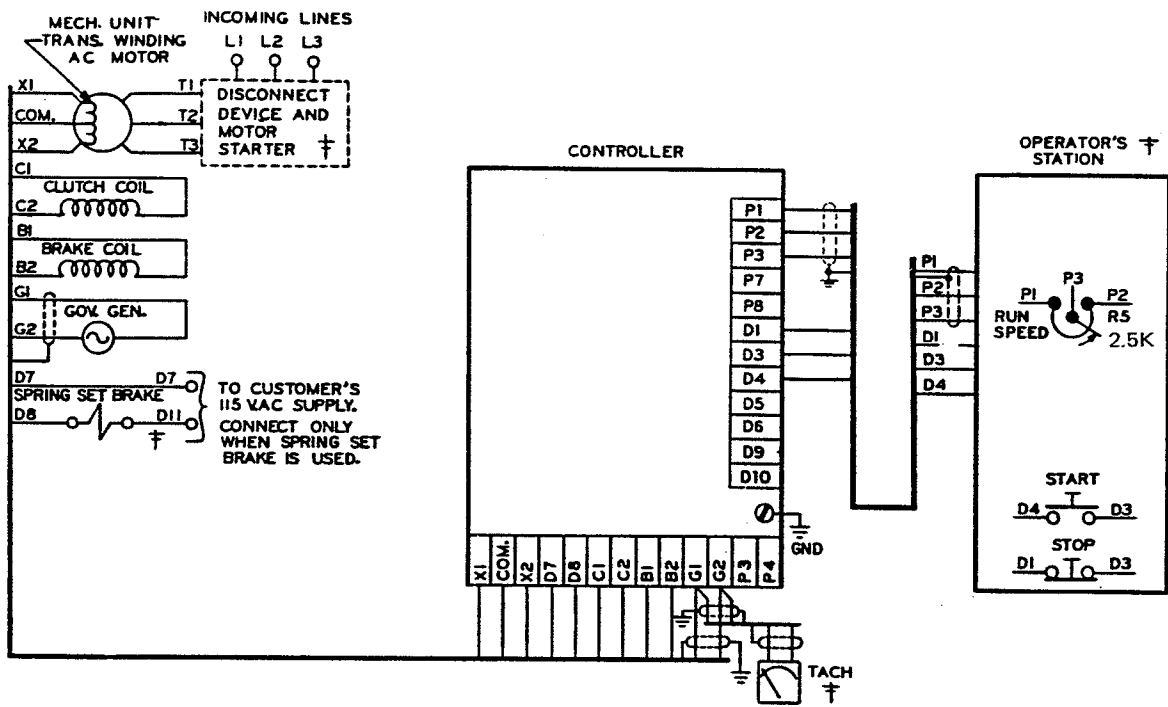 MECH. UNIT
TRANS. WINDING
AC MOTOR
INCOMING LINES
L1 L2 L3
X1
COM.
X2
T1
T2
T3
DISCONNECT
DEVICE AND
MOTOR
STARTER
C1
CLUTCH COIL
C2
B1
BRAKE COIL
B2
G1
GOV. GEN.
G2
D7 D7
SPRING SET BRAKE
D8 D11
TO CUSTOMER'S
115 V.AC SUPPLY.
CONNECT ONLY
WHEN SPRING SET
BRAKE IS USED.
CONTROLLER
P1
P2
P3
P7
P8
D1
D3
D4
D5
D6
D9
D10
GND
X1 COM. X2 D7 D8 C1 C2 B1 B2 G1 G2 P3 P4
TACH
P1
P2
P3
D1
D3
D4
OPERATOR'S
STATION
P3
P1 P2
RUN R5
SPEED 2.5K
START
D4 D3
STOP
D1 D3